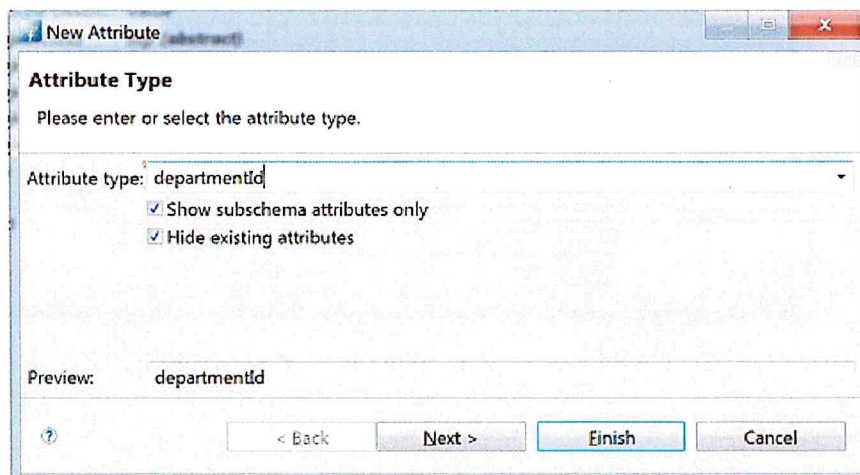 New Attribute
(abstract)
Attribute Type
Please enter or select the attribute type.
Attribute type: departmentId
Show subschema attributes only
Hide existing attributes
Preview: departmentId
< Back Next > Finish Cancel